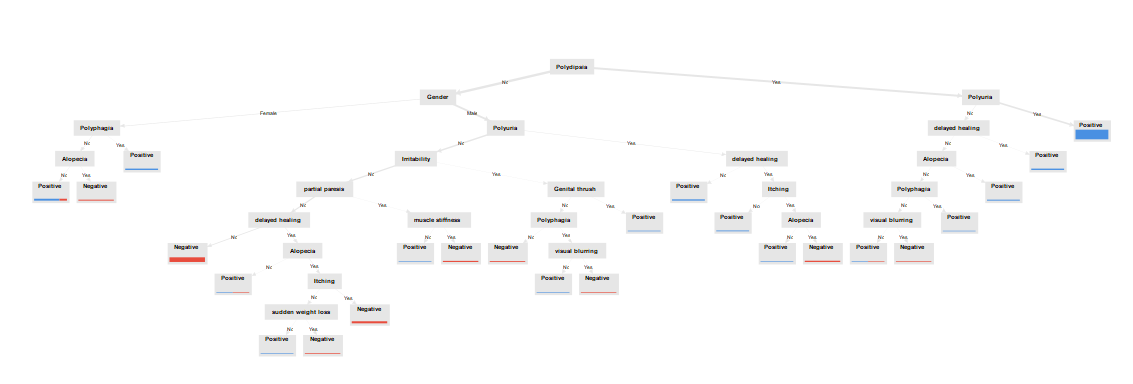 Polydipsia
No Yes
Gender Polyuria
Female Male No Yes
Polyphagia Polyuria delayed healing Positive
No Yes No Yes No Yes
Alopecia Positive Irritability delayed healing Alopecia Positive
No Yes No Yes No Yes No Yes
Positive Negative partial paresis Genital thrush Positive Itching Polyphagia Positive
No Yes No Yes No Yes No Yes
delayed healing muscle stiffness Polyphagia Positive Positive Alopecia visual blurring Positive
No Yes No Yes No Yes No Yes No Yes
Negative Alopecia Positive Negative Negative visual blurring Positive Negative Positive Negative
No Yes No Yes
Positive Itching Positive Negative
No Yes
sudden weight loss Negative
No Yes
Positive Negative